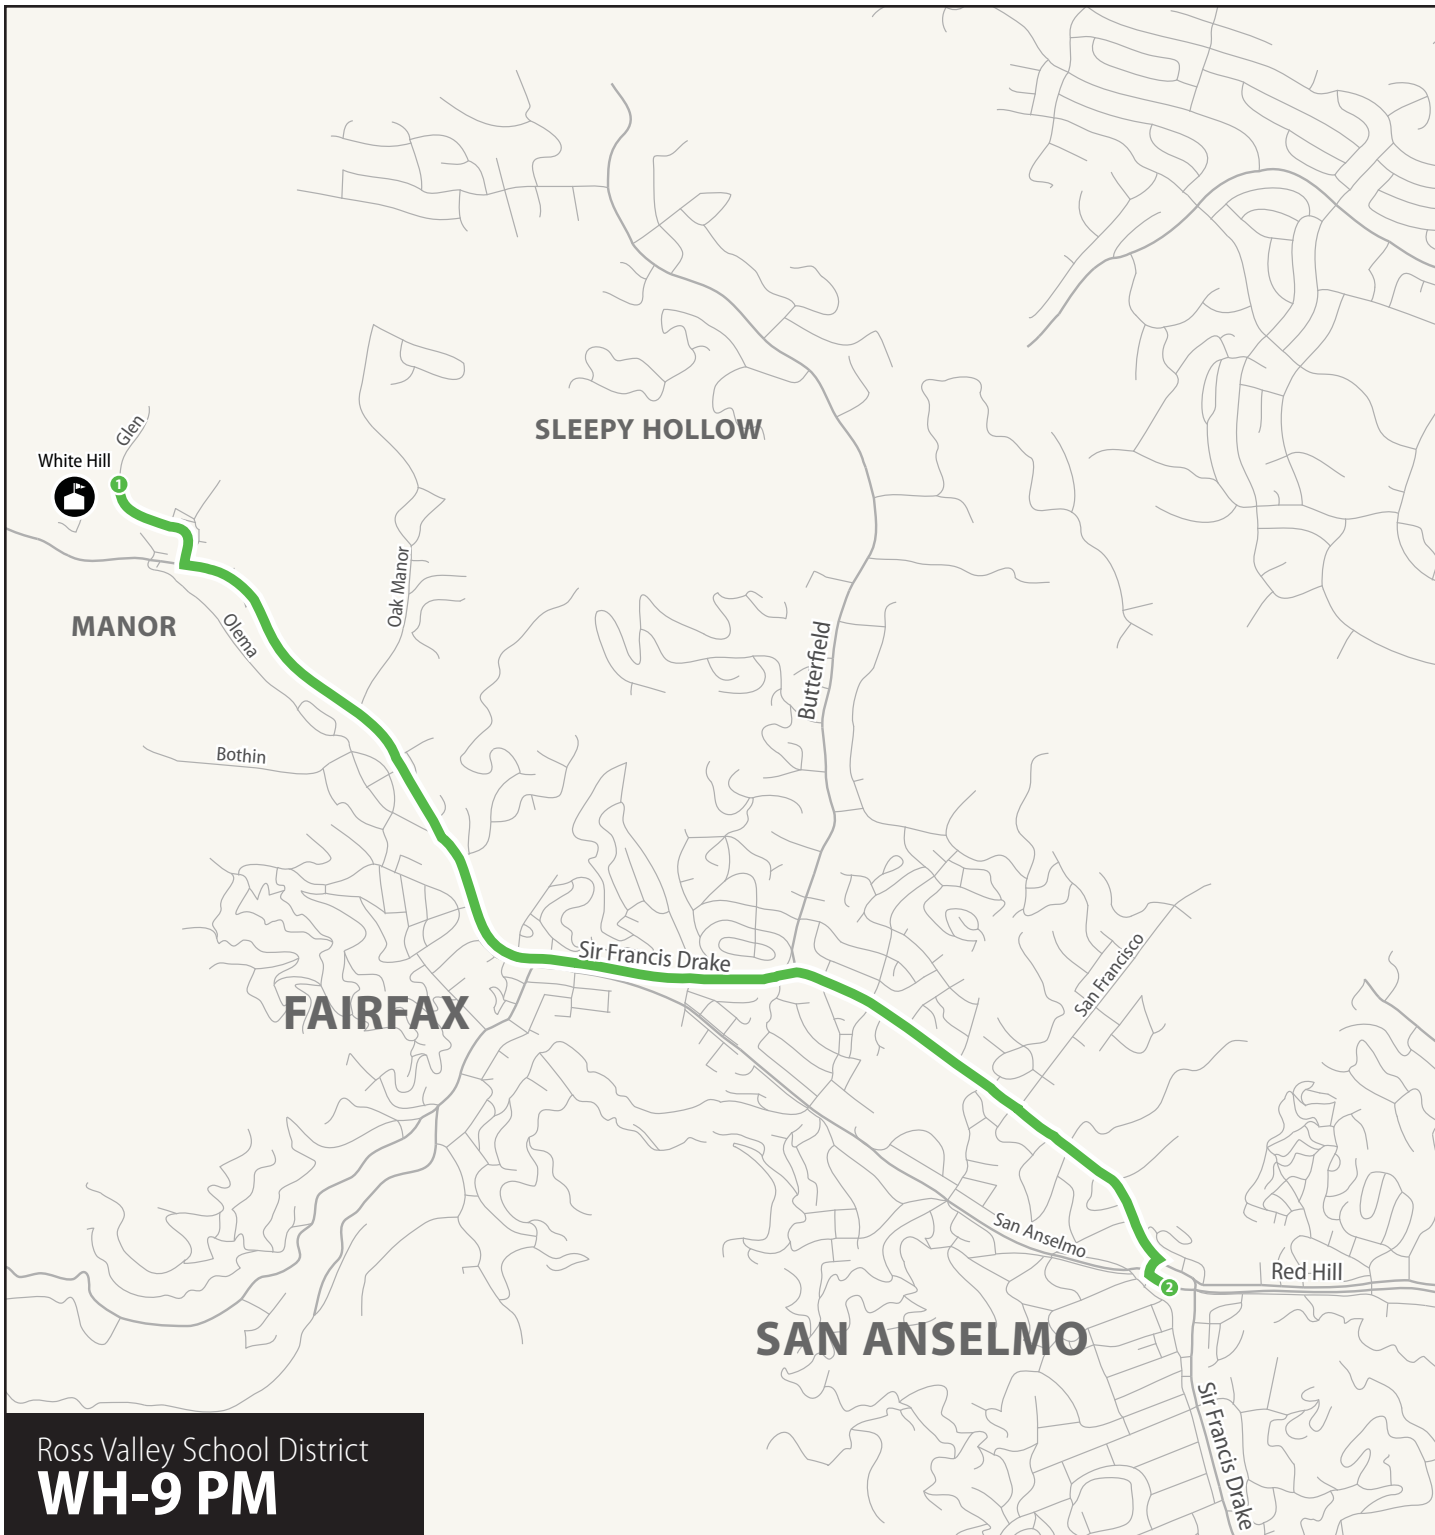 SLEEPY HOLLOW
Glen
White Hill
1
Oak Manor
MANOR
Olema
Butterfield
Bothin
Sir Francis Drake
San Francisco
FAIRFAX
San Anselmo
Red Hill
2
SAN ANSELMO
Sir Francis Drake
Ross Valley School District
WH-9 PM